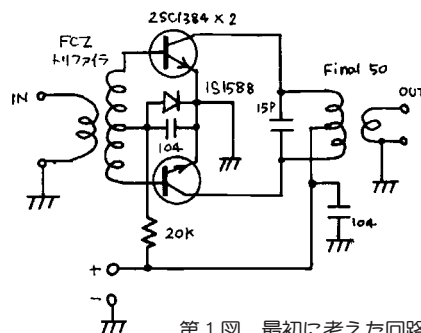 2SC1384 × 2
FCZ
トリファイラ
Final 50
IN
1S1588
OUT
15P
104
104
20K
+
-
第1図 最初に考えた回路